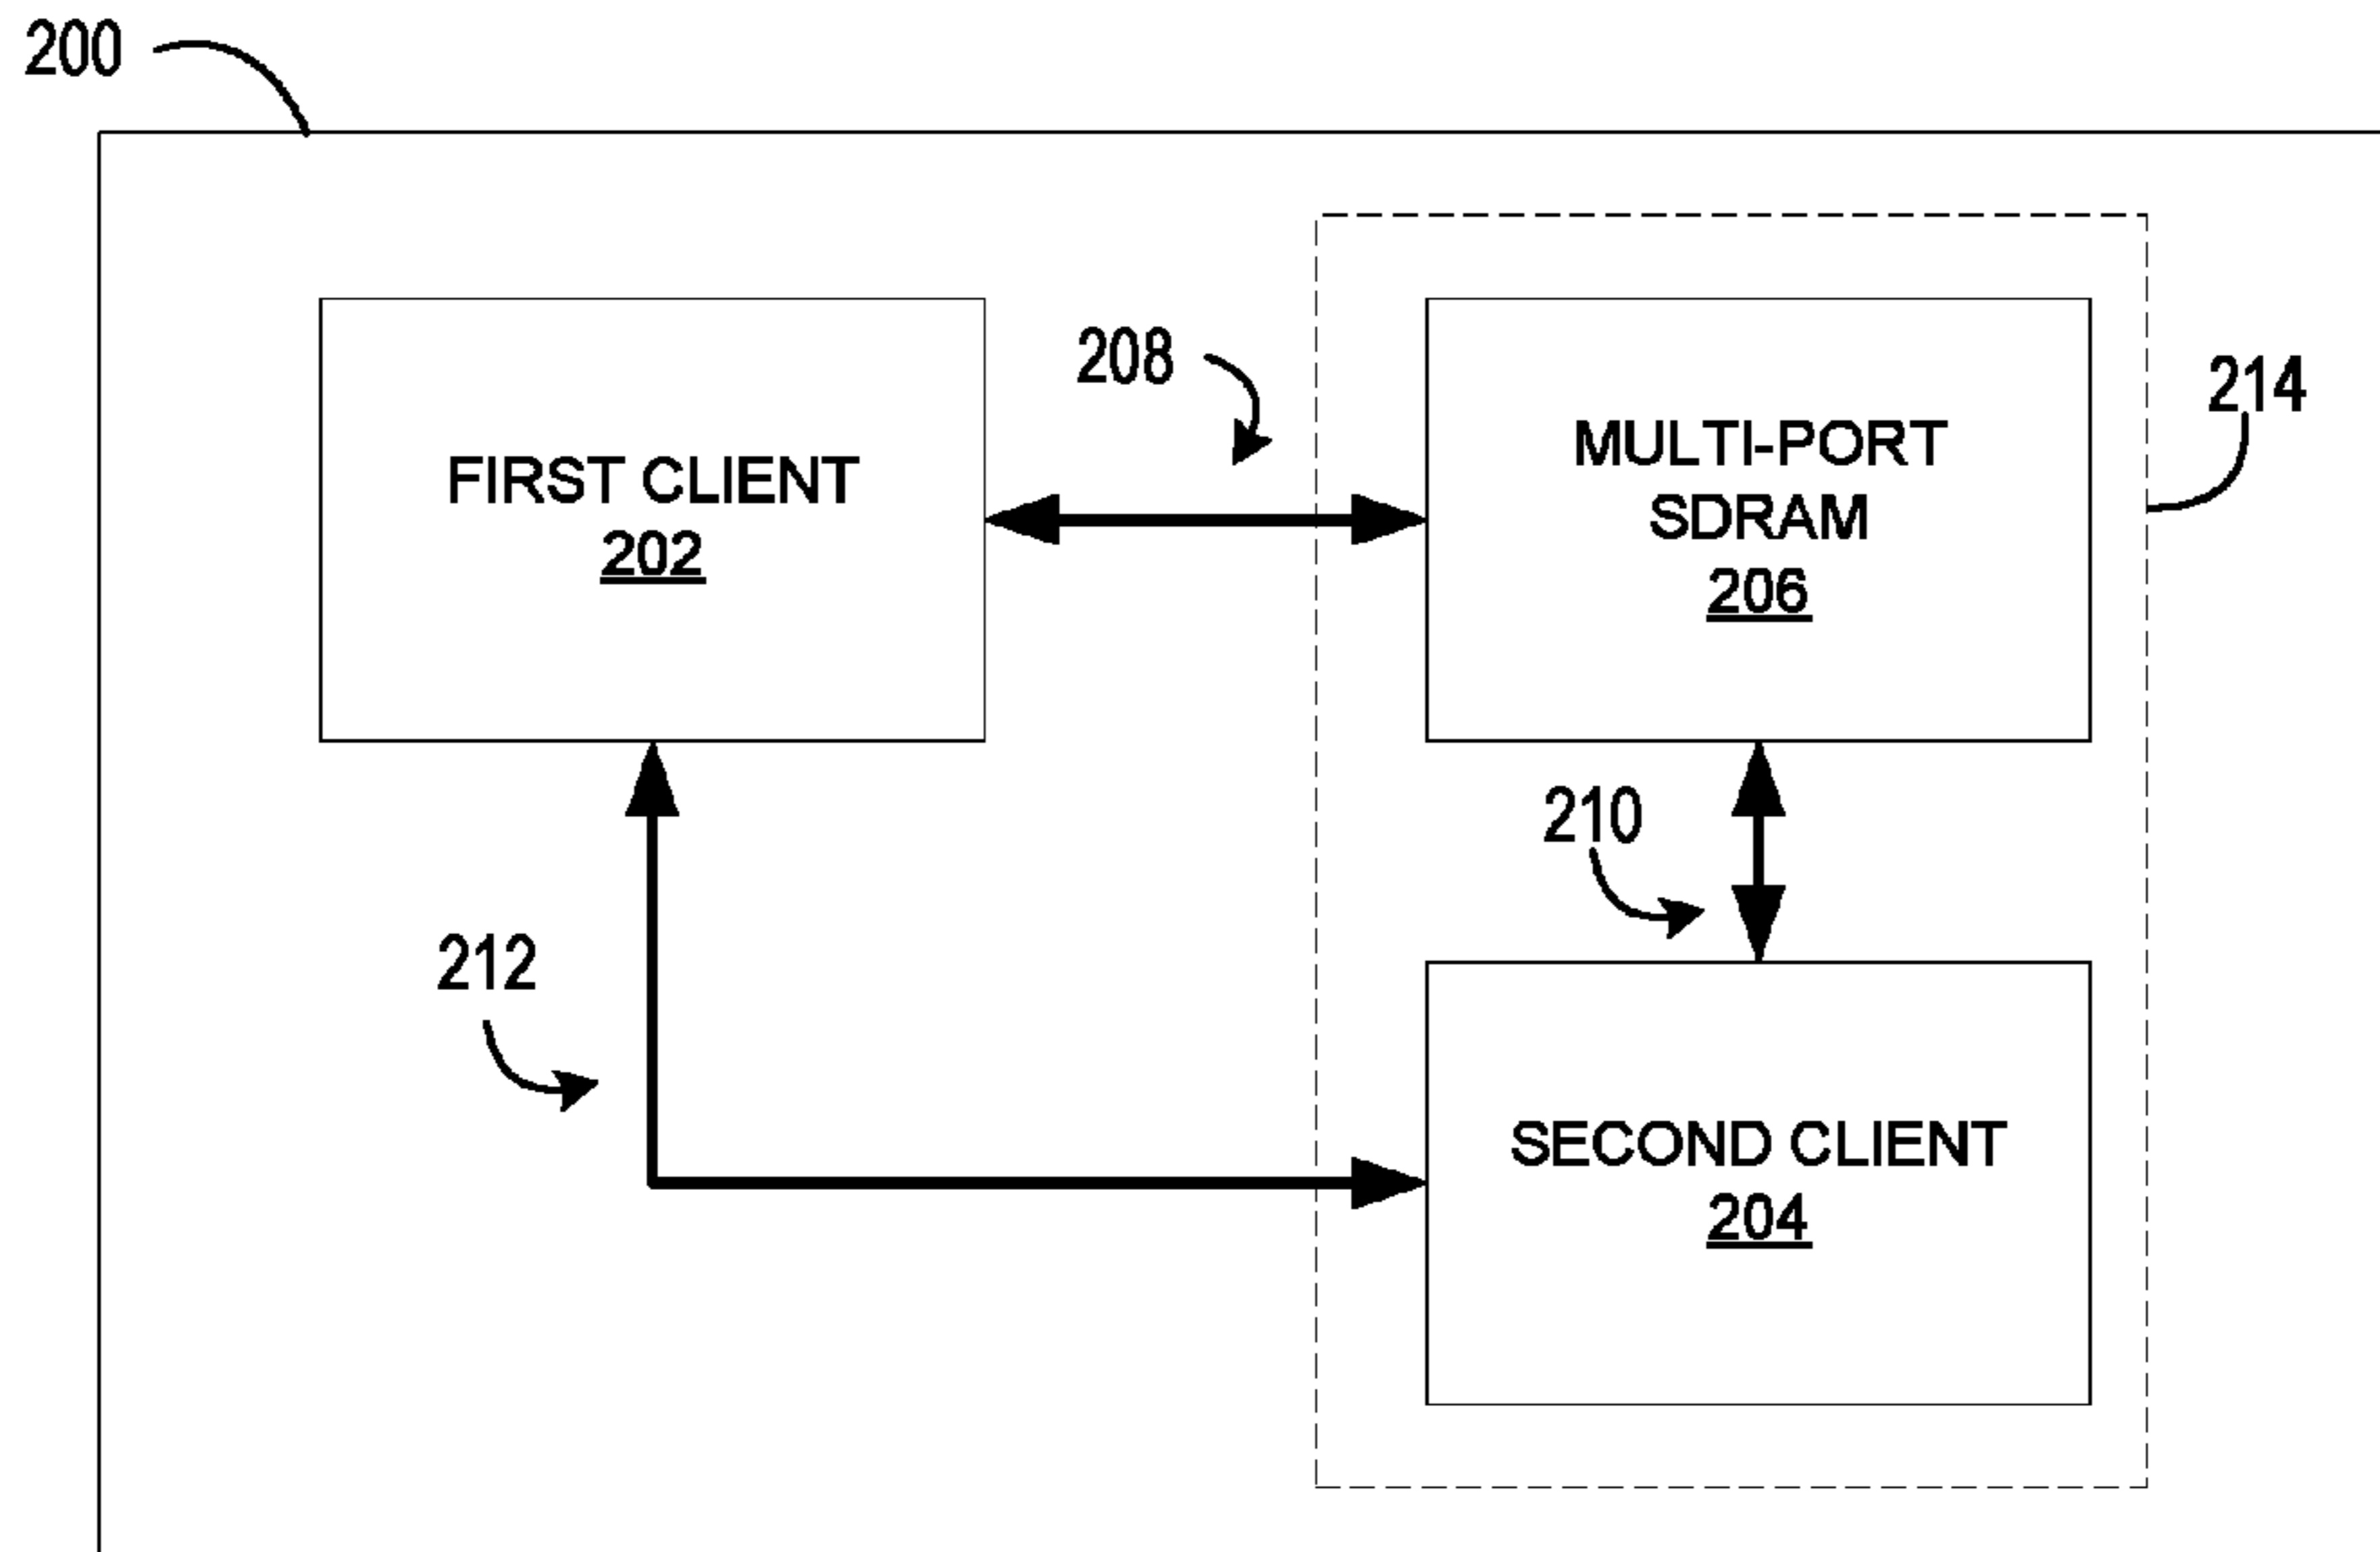 200
208
214
FIRST CLIENT
202
MULTI-PORT
SDRAM
206
210
212
SECOND CLIENT
204